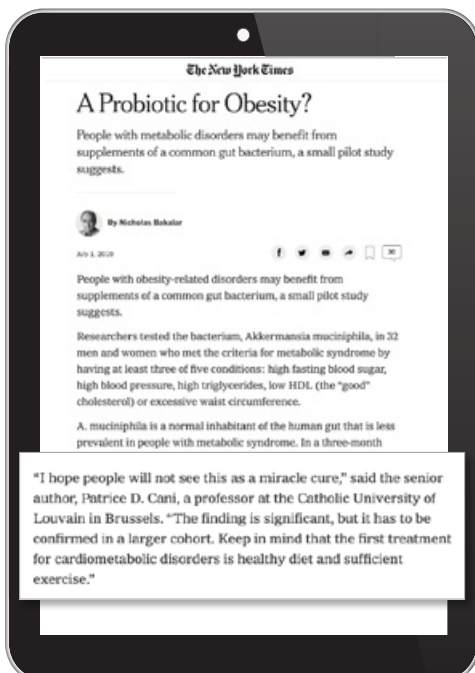 The New York Times
A Probiotic for Obesity?
People with metabolic disorders may benefit from
supplements of a common gut bacterium, a small pilot study
suggests.
By Nicholas Bakalar
July 1, 2019
People with obesity-related disorders may benefit from
supplements of a common gut bacterium, a small pilot study
suggests.
Researchers tested the bacterium, Akkermansia muciniphila, in 32
men and women who met the criteria for metabolic syndrome by
having at least three of five conditions: high fasting blood sugar,
high blood pressure, high triglycerides, low HDL (the “good”
cholesterol) or excessive waist circumference.
A. muciniphila is a normal inhabitant of the human gut that is less
prevalent in people with metabolic syndrome. In a three-month
“I hope people will not see this as a miracle cure,” said the senior
author, Patrice D. Cani, a professor at the Catholic University of
Louvain in Brussels. “The finding is significant, but it has to be
confirmed in a larger cohort. Keep in mind that the first treatment
for cardiometabolic disorders is healthy diet and sufficient
exercise.”